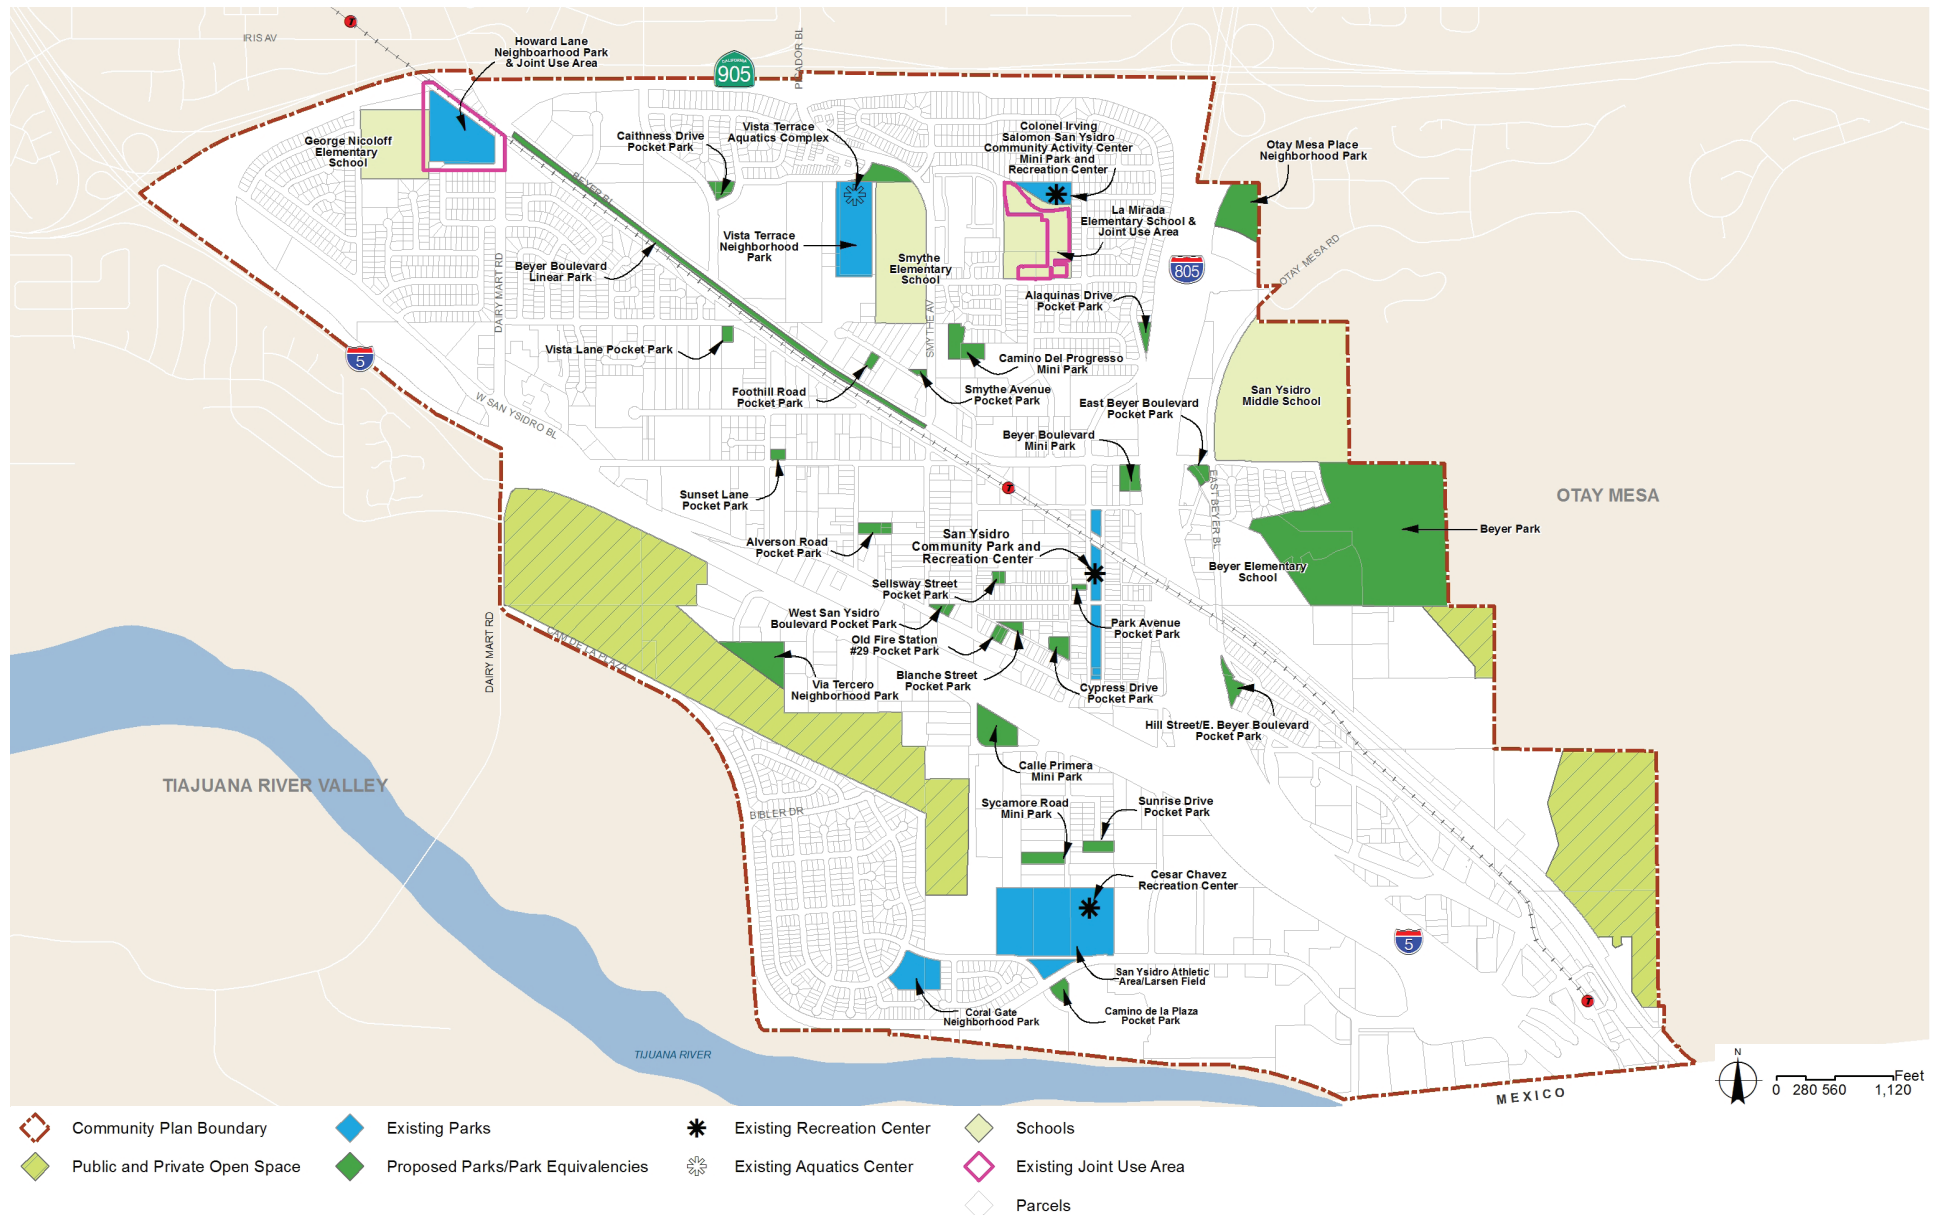 IRIS AV
Howard Lane
Neighboarhood Park
& Joint Use Area
CALIFORNIA
905
PICADOR BL
George Nicoloff
Elementary
School
BEYER BL
Caithness Drive
Pocket Park
Vista Terrace
Aquatics Complex
Colonel Irving
Salomon San Ysidro
Community Activity Center
Mini Park and
Recreation Center
Otay Mesa Place
Neighborhood Park
La Mirada
Elementary School &
Joint Use Area
Vista Terrace
Neighborhood
Park
Smythe
Elementary
School
Beyer Boulevard
Linear Park
DAIRY MART RD
805
OTAY MESA RD
Alaquinas Drive
Pocket Park
SMYTHE AV
Vista Lane Pocket Park
5
Camino Del Progresso
Mini Park
Foothill Road
Pocket Park
Smythe Avenue
Pocket Park
San Ysidro
Middle School
W SAN YSIDRO BL
East Beyer Boulevard
Pocket Park
Beyer Boulevard
Mini Park
Sunset Lane
Pocket Park
T
T
EAST BEYER BL
OTAY MESA
Beyer Park
Alverson Road
Pocket Park
San Ysidro
Community Park and
Recreation Center
Beyer Elementary
School
Sellsway Street
Pocket Park
West San Ysidro
Boulevard Pocket Park
Park Avenue
Pocket Park
Old Fire Station
#29 Pocket Park
CAM DE LA PLAZA
DAIRY MART RD
Via Tercero
Neighborhood Park
Blanche Street
Pocket Park
Cypress Drive
Pocket Park
Hill Street/E. Beyer Boulevard
Pocket Park
Calle Primera
Mini Park
TIAJUANA RIVER VALLEY
BIBLER DR
Sycamore Road
Mini Park
Sunrise Drive
Pocket Park
Cesar Chavez
Recreation Center
5
San Ysidro Athletic
Area/Larsen Field
Coral Gate
Neighborhood Park
Camino de la Plaza
Pocket Park
T
TIJUANA RIVER
MEXICO
N
Feet
0 280 560 1,120
Community Plan Boundary
Existing Parks
Existing Recreation Center
Schools
Public and Private Open Space
Proposed Parks/Park Equivalencies
Existing Aquatics Center
Existing Joint Use Area
Parcels